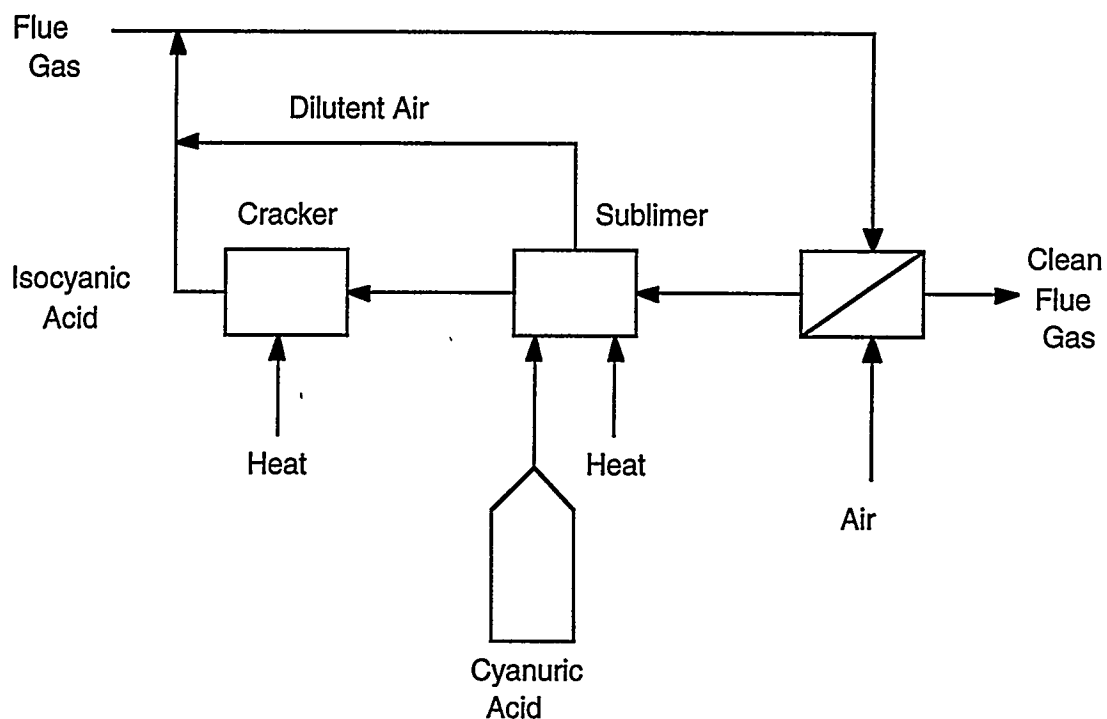 Flue
Gas
Dilutent Air
Cracker
Sublimer
Isocyanic
Acid
Clean
Flue
Gas
Heat
Heat
Air
Cyanuric
Acid